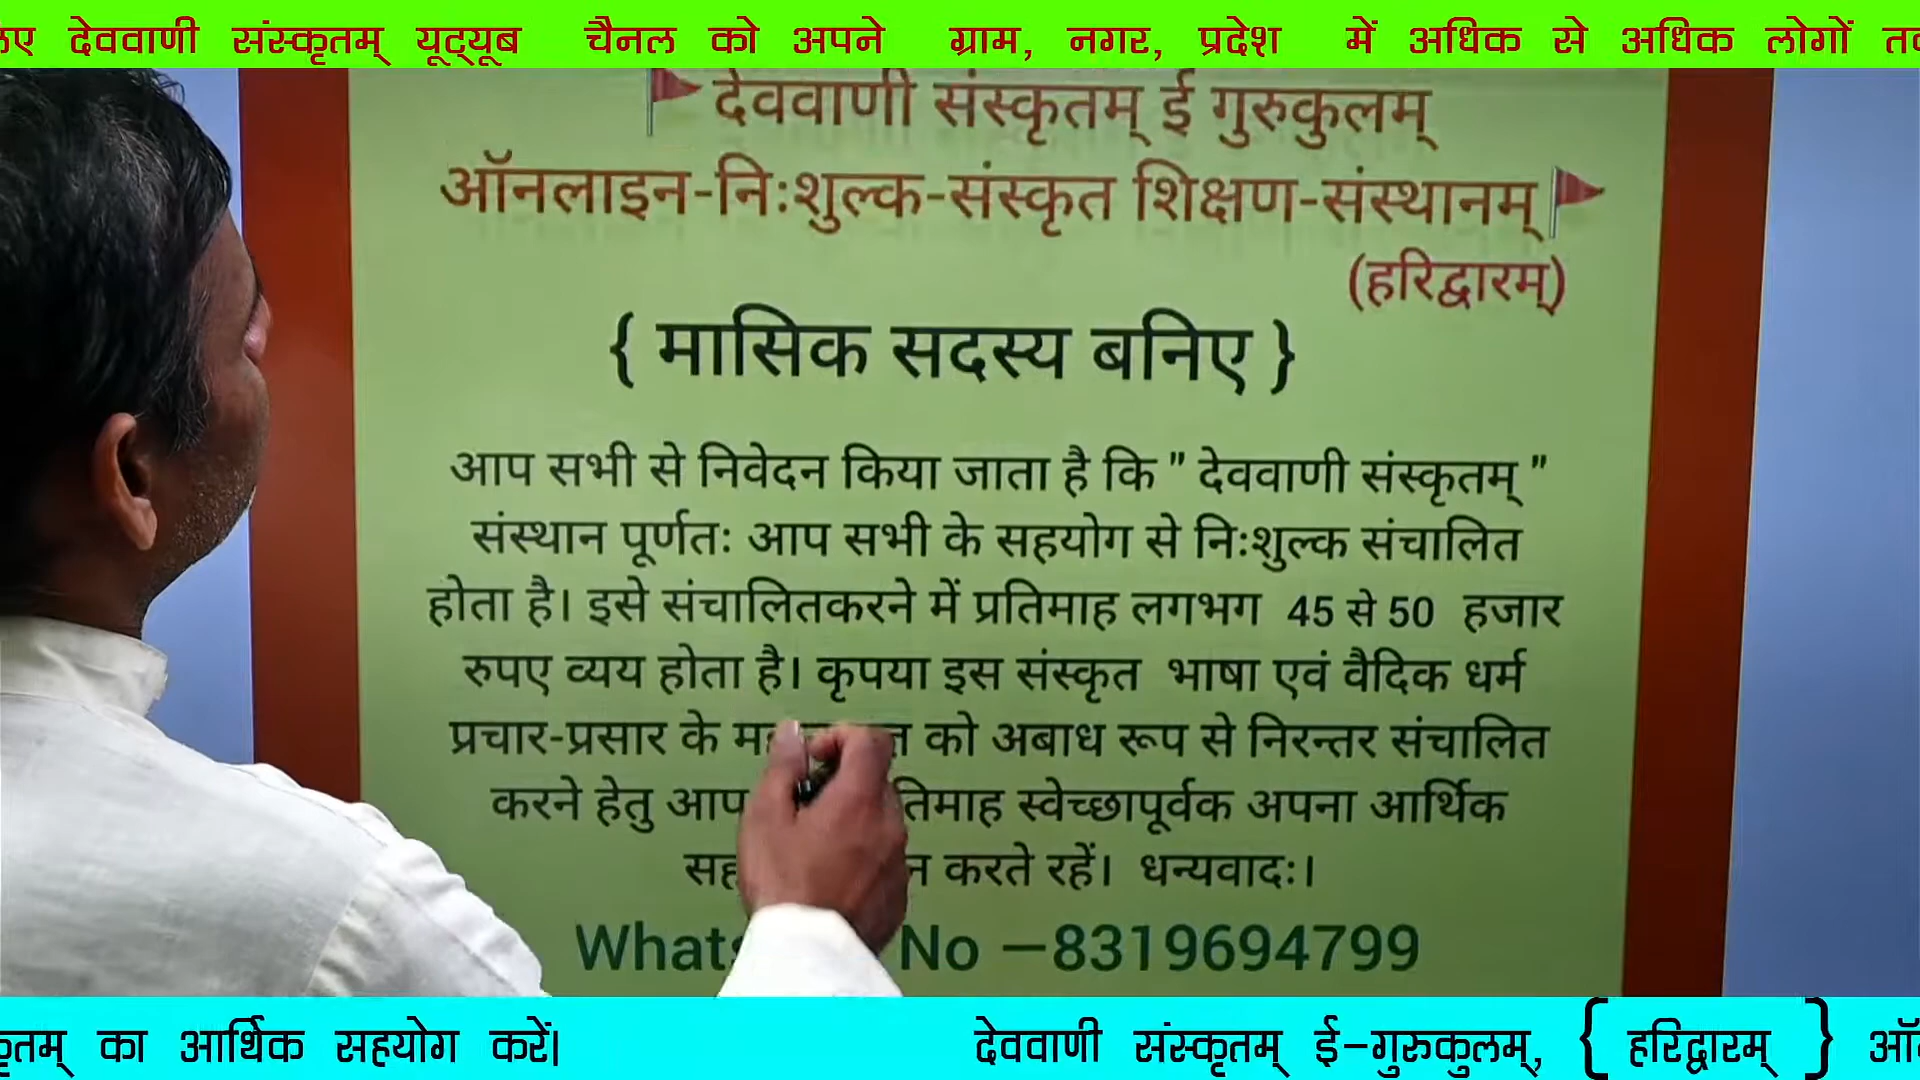 देववाणी संस्कृतम् यूट्यूब चैनल को अपने ग्राम, नगर, प्रदेश में अधिक से अधिक लोगों
देववाणी संस्कृतम् ई गुरुकुलम्
ऑनलाइन-निःशुल्क-संस्कृत शिक्षण-संस्थानम्
(हरिद्वारम्)
{ मासिक सदस्य बनिए }
आप सभी से निवेदन किया जाता है कि " देववाणी संस्कृतम् "
संस्थान पूर्णतः आप सभी के सहयोग से निःशुल्क संचालित
होता है। इसे संचालितकरने में प्रतिमाह लगभग 45 से 50 हजार
रुपए व्यय होता है। कृपया इस संस्कृत भाषा एवं वैदिक धर्म
प्रचार-प्रसार के को अबाध रूप से निरन्तर संचालित
करने हेतु आप स्वेच्छापूर्वक अपना आर्थिक
करते रहें। धन्यवादः।
No –8319694799
का आर्थिक सहयोग करें। देववाणी संस्कृतम् ई-गुरुकुलम्, { हरिद्वारम् }